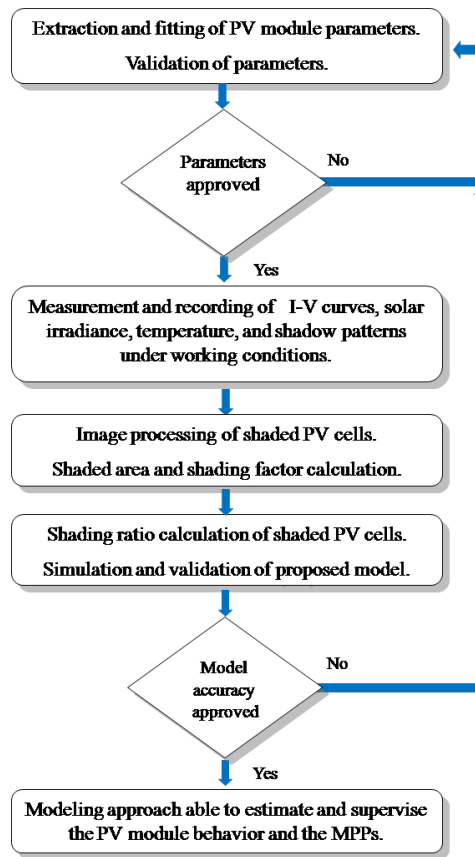 Extraction and fitting of PV module parameters.
Validation of parameters.
Parameters
approved
No
Yes
Measurement and recording of I-V curves, solar
irradiance, temperature, and shadow patterns
under working conditions.
Image processing of shaded PV cells.
Shaded area and shading factor calculation.
Shading ratio calculation of shaded PV cells.
Simulation and validation of proposed model.
Model
accuracy
approved
No
Yes
Modeling approach able to estimate and supervise
the PV module behavior and the MPPs.